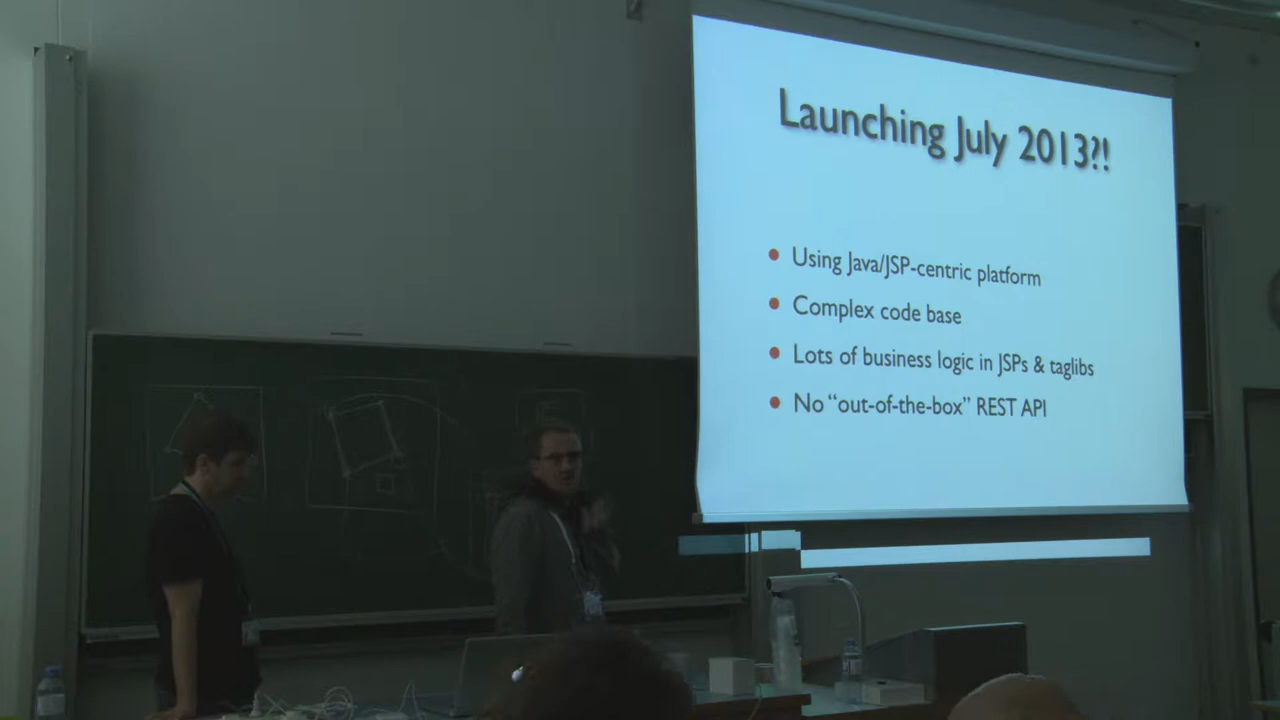 Launching July 2013?!
Using Java/JSP-centric platform
Complex code base
Lots of business logic in JSPs & taglibs
No “out-of-the-box” REST API